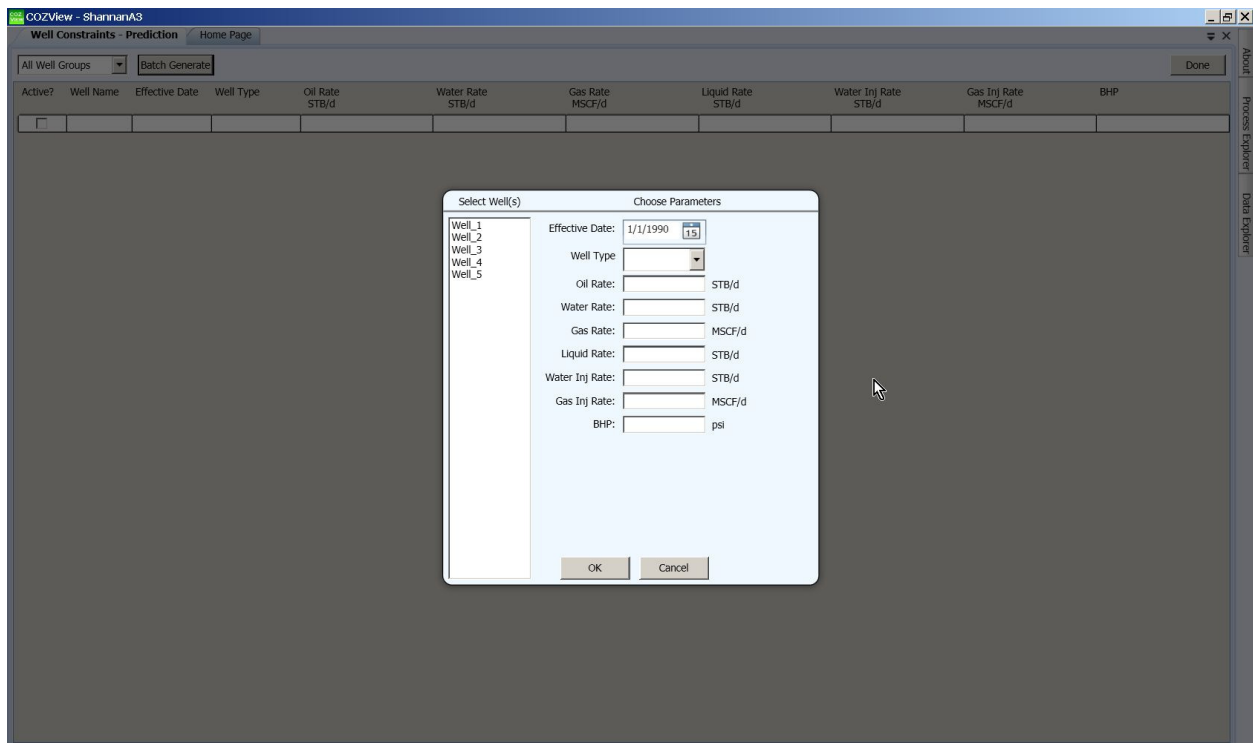 COZView - ShannanA3
Well Constraints - Prediction Home Page
All Well Groups Batch Generate Done
Active? Well Name Effective Date Well Type Oil Rate STB/d Water Rate STB/d Gas Rate MSCF/d Liquid Rate STB/d Water Inj Rate STB/d Gas Inj Rate MSCF/d BHP
Select Well(s) Choose Parameters
Well_1
Well_2
Well_3
Well_4
Well_5
Effective Date: 1/1/1990 15
Well Type
Oil Rate: STB/d
Water Rate: STB/d
Gas Rate: MSCF/d
Liquid Rate: STB/d
Water Inj Rate: STB/d
Gas Inj Rate: MSCF/d
BHP: psi
OK Cancel
About
Process Explorer
Data Explorer